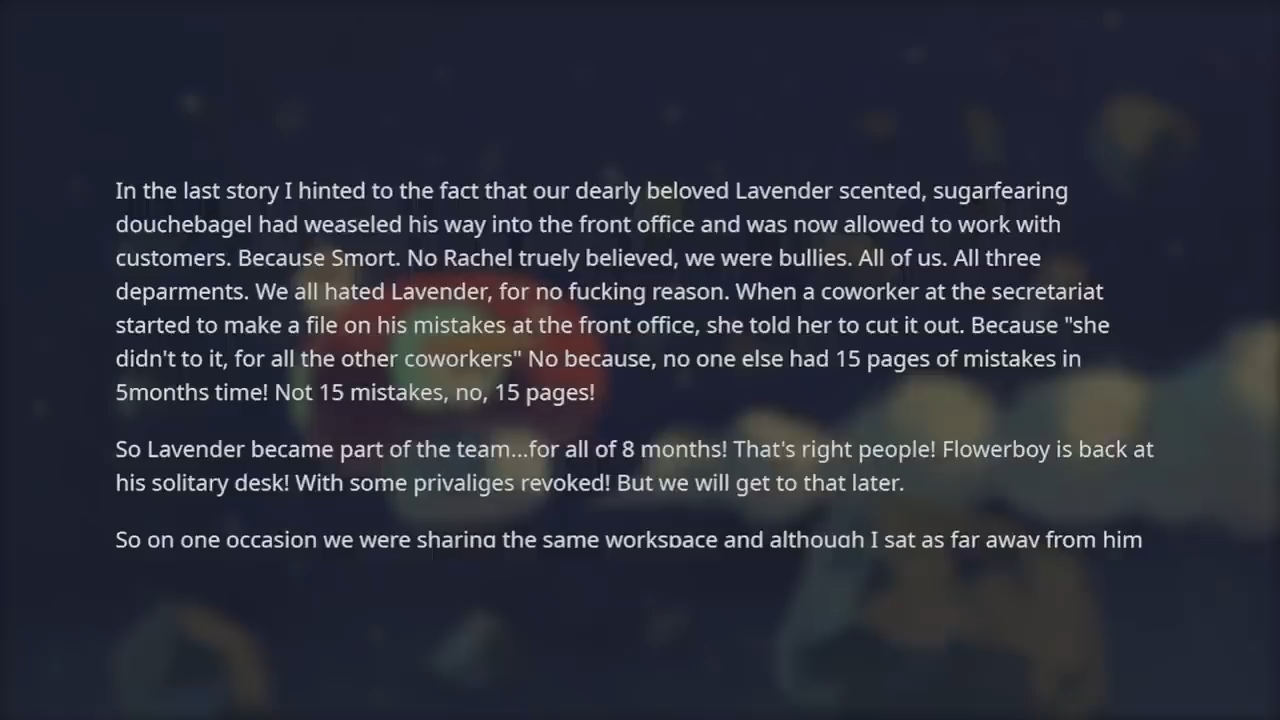 In the last story I hinted to the fact that our dearly beloved Lavender scented, sugarfearing
douchebagel had weaseled his way into the front office and was now allowed to work with
customers. Because Smort. No Rachel truely believed, we were bullies. All of us. All three
deparments. We all hated Lavender, for no fucking reason. When a coworker at the secretariat
started to make a file on his mistakes at the front office, she told her to cut it out. Because "she
didn't to it, for all the other coworkers" No because, no one else had 15 pages of mistakes in
5months time! Not 15 mistakes, no, 15 pages!
So Lavender became part of the team...for all of 8 months! That's right people! Flowerboy is back at
his solitary desk! With some privaliges revoked! But we will get to that later.
So on one occasion we were sharing the same workspace and although I sat as far away from him